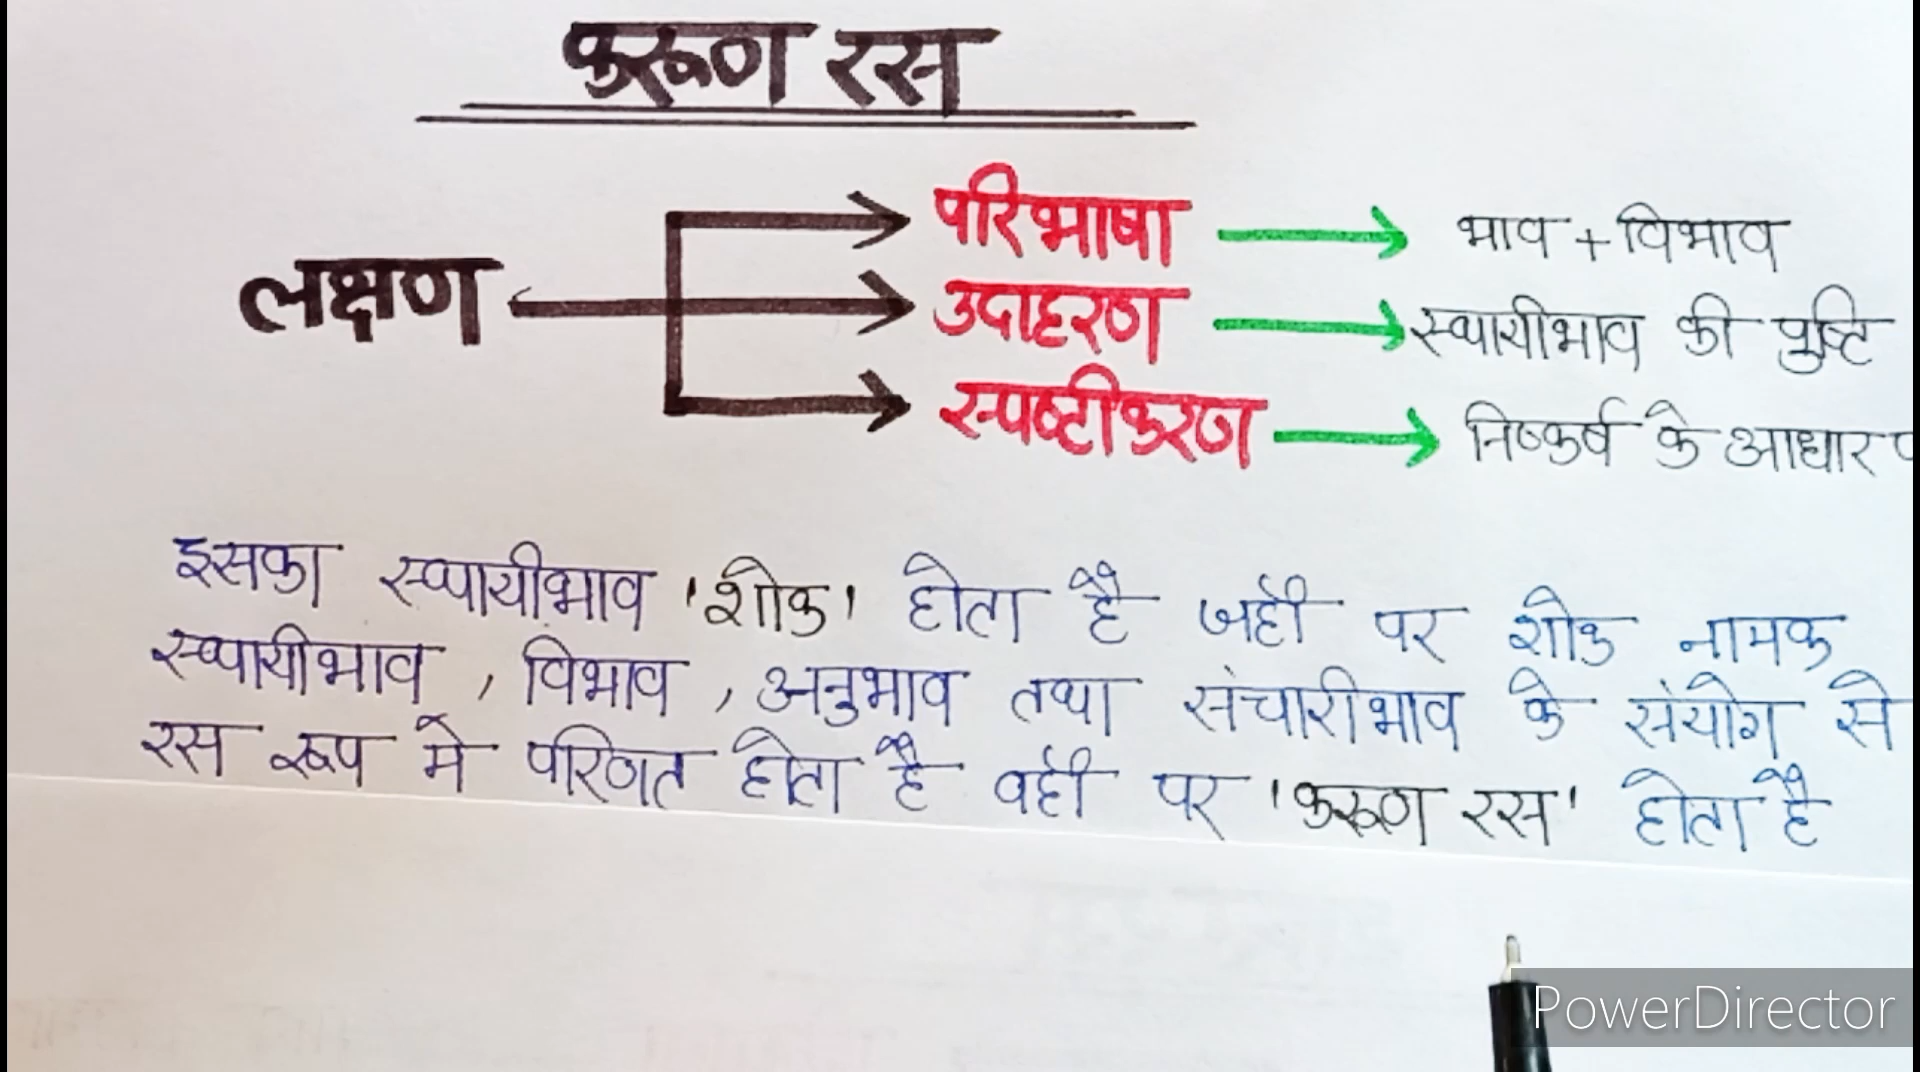 करूण रस
लक्षण
परिभाषा → भाव + विभाव
उदाहरण → स्थायीभाव की पुष्टि
स्पष्टीकरण → निष्कर्ष के आधार
इसका स्थायीभाव 'शोक' होता है जहाँ पर शोक नामक
स्थायीभाव , विभाव , अनुभाव तथा संचारीभाव के संयोग से
रस रूप मे परिणत होता है वहाँ पर 'करूण रस' होता है
PowerDirector